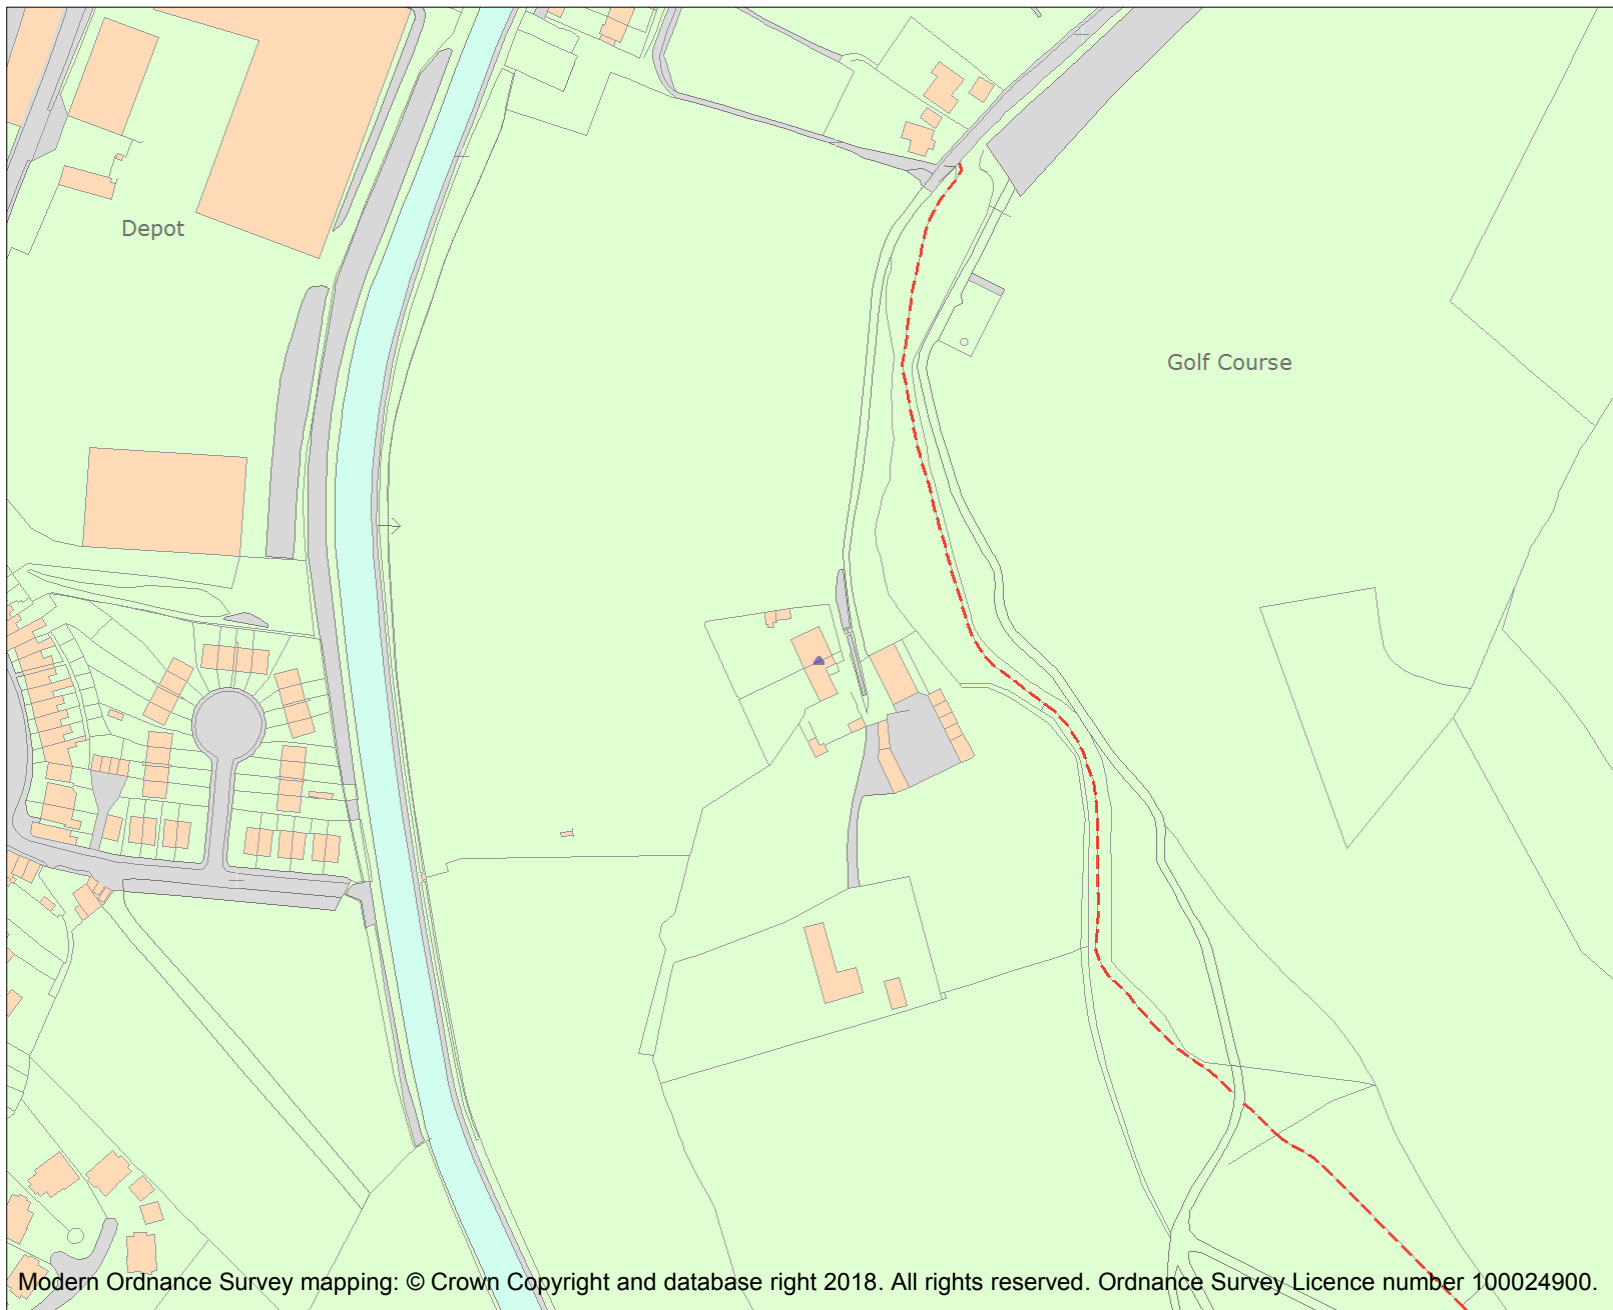 Depot
Golf Course
Modern Ordnance Survey mapping: © Crown Copyright and database right 2018. All rights reserved. Ordnance Survey Licence number 100024900.